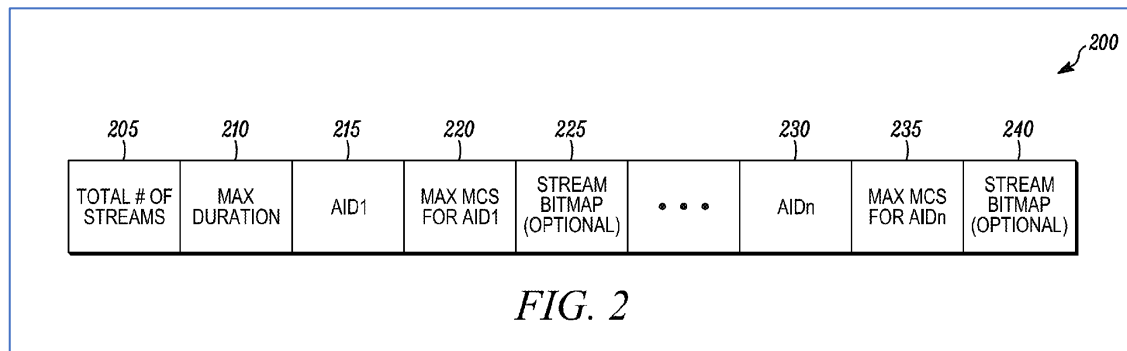 200
205 210 215 220 225 230 235 240
TOTAL # OF STREAMS MAX DURATION AID1 MAX MCS FOR AID1 STREAM BITMAP (OPTIONAL) • • • AIDn MAX MCS FOR AIDn STREAM BITMAP (OPTIONAL)
FIG. 2